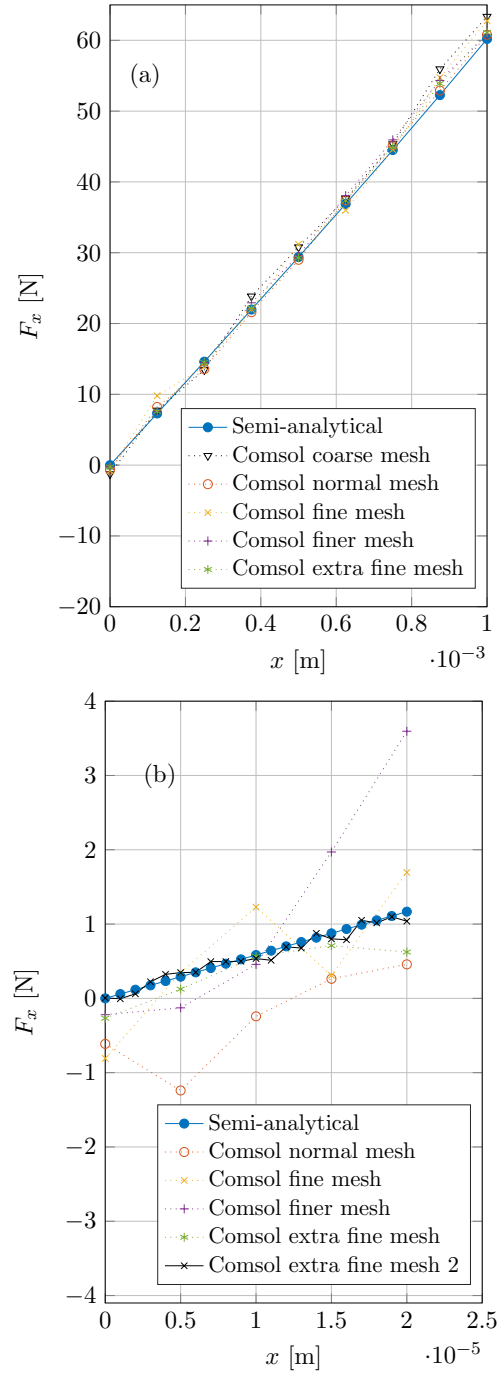 60
50
40
30
20
10
0
−10
−20
F_x [N]
(a)
Semi-analytical
Comsol coarse mesh
Comsol normal mesh
Comsol fine mesh
Comsol finer mesh
Comsol extra fine mesh
0 0.2 0.4 0.6 0.8 1
x [m]
·10⁻³
4
3
2
1
0
−1
−2
−3
−4
F_x [N]
(b)
Semi-analytical
Comsol normal mesh
Comsol fine mesh
Comsol finer mesh
Comsol extra fine mesh
Comsol extra fine mesh 2
0 0.5 1 1.5 2 2.5
x [m]
·10⁻⁵